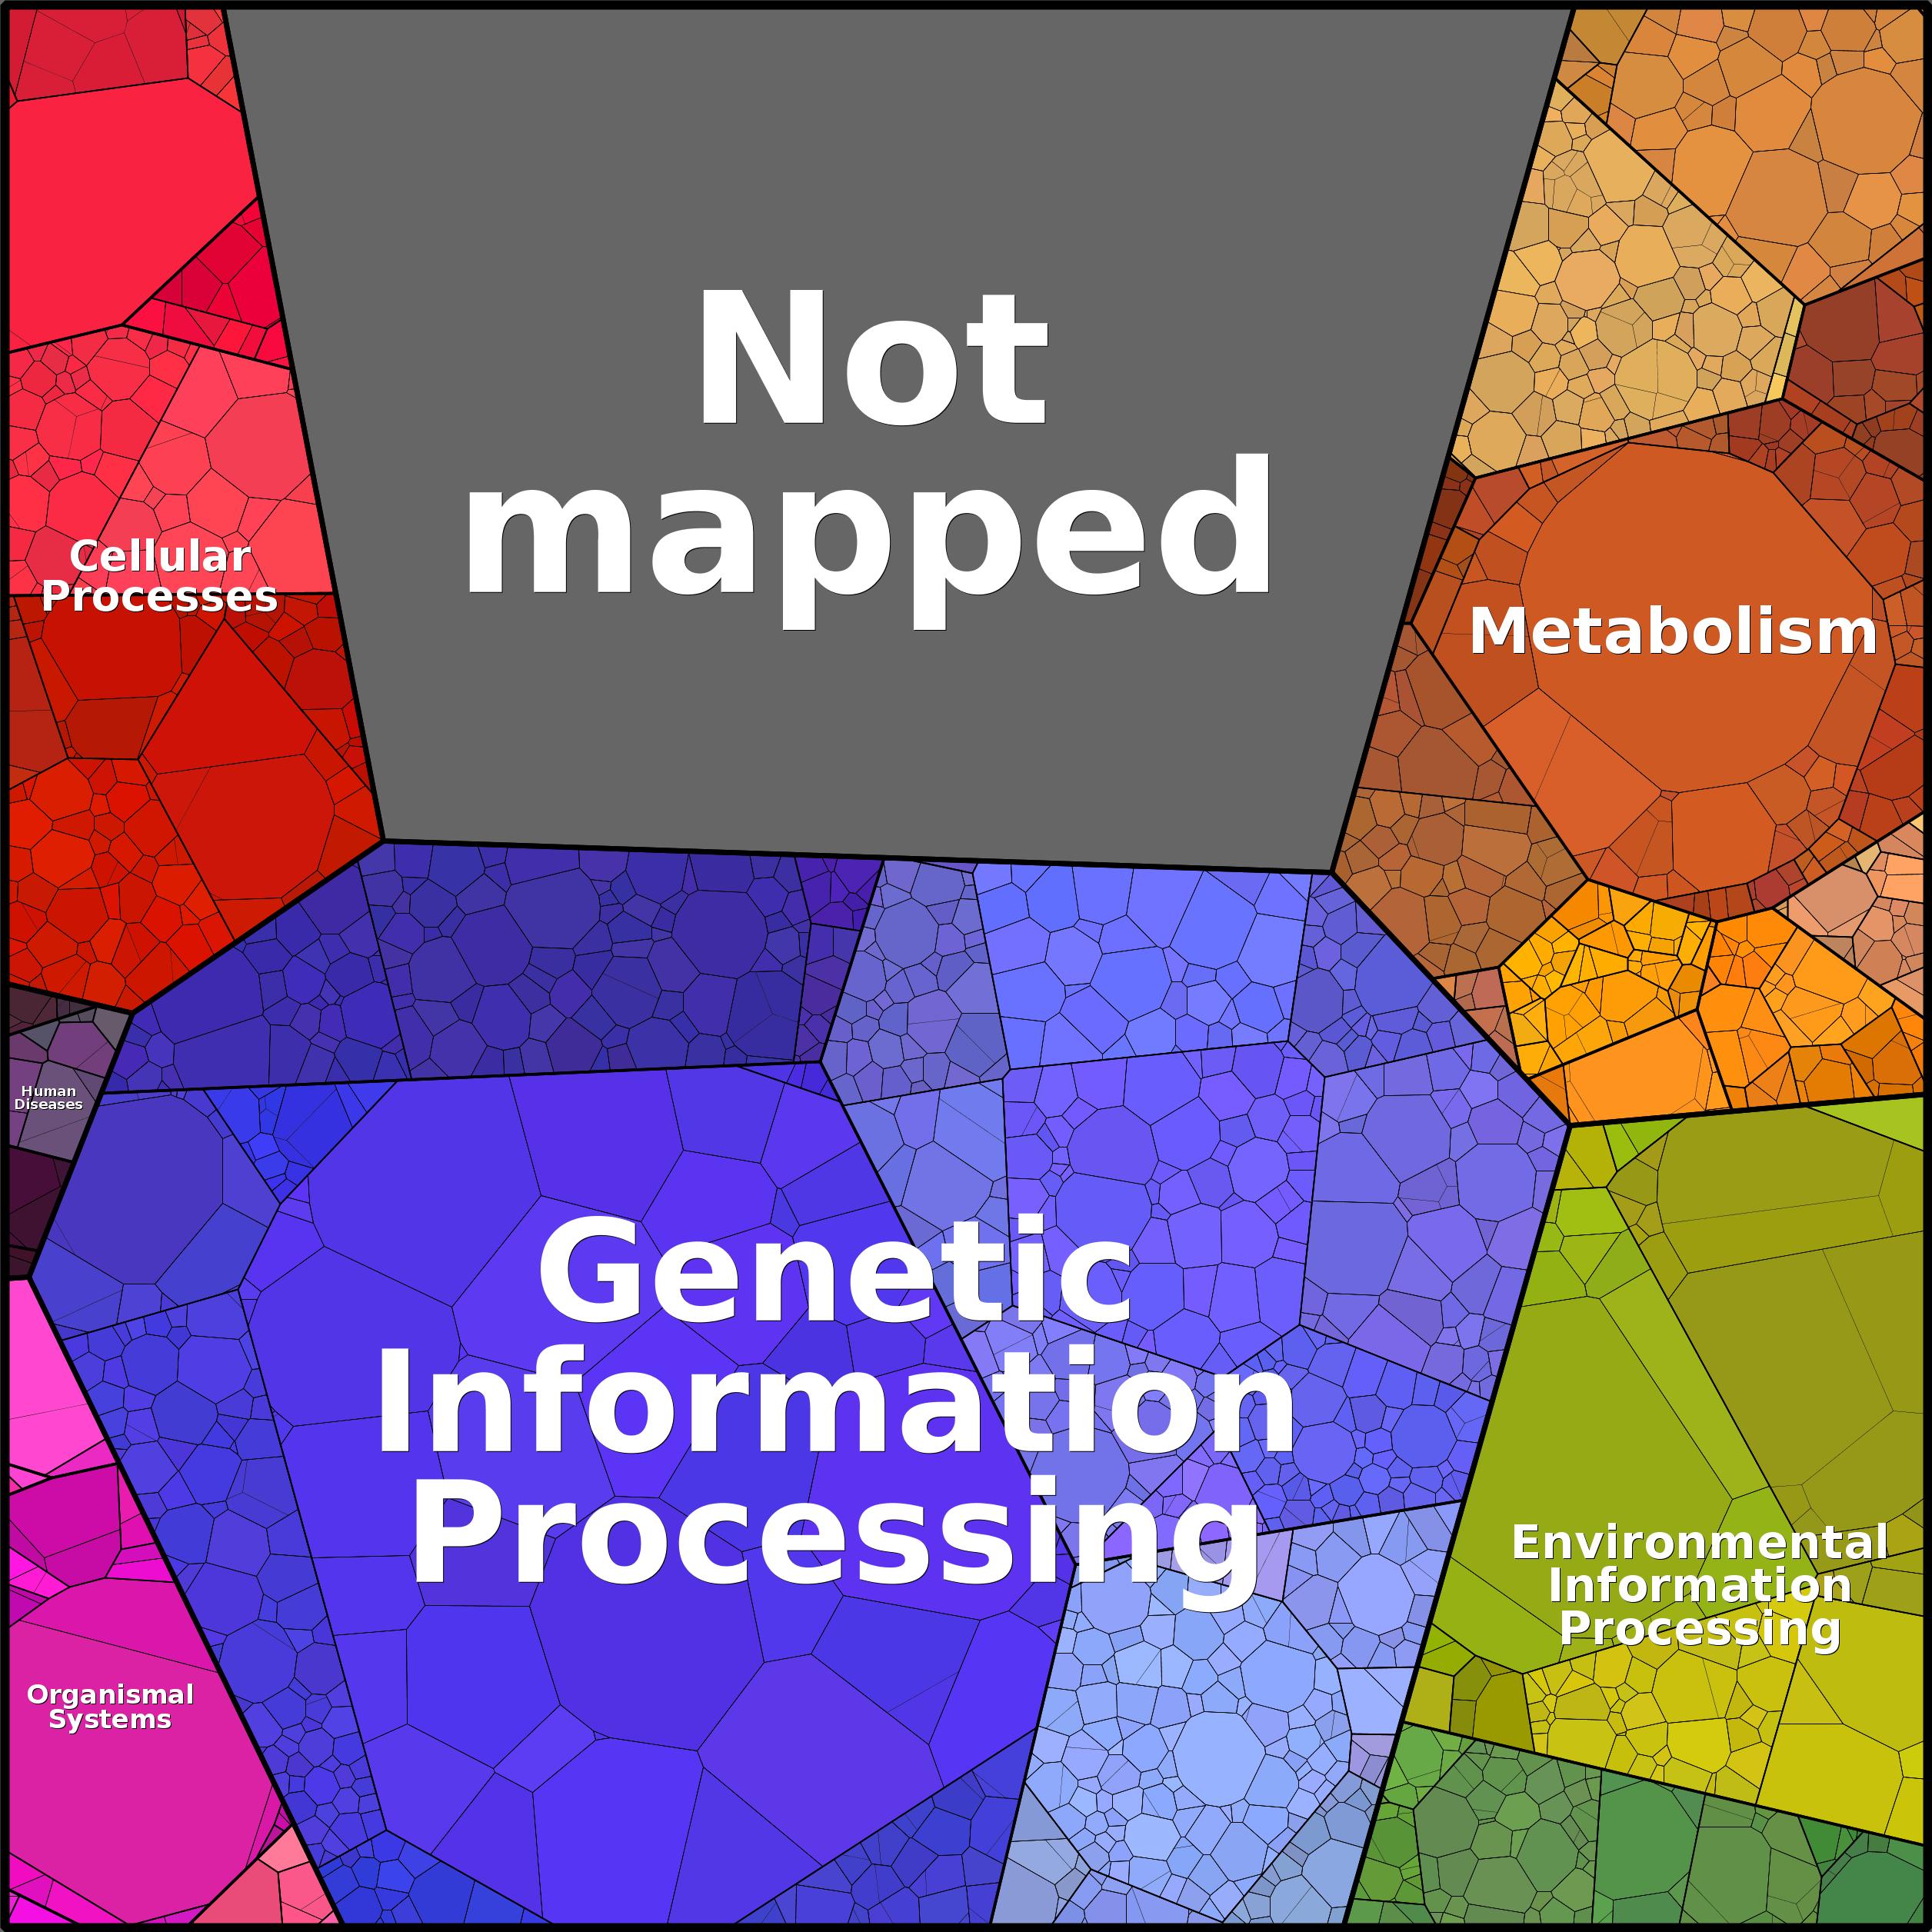 Not
mapped
Cellular
Processes
Metabolism
Human
Diseases
Genetic
Information
Processing
Environmental
Information
Processing
Organismal
Systems